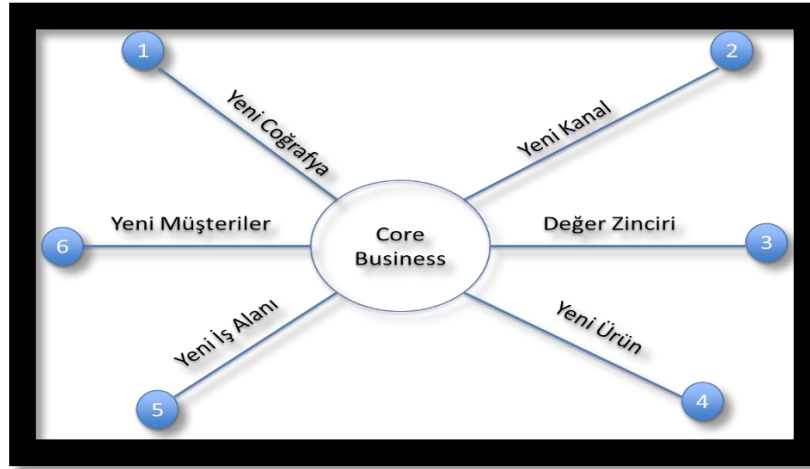 1
Yeni Coğrafya
2
Yeni Kanal
6
Yeni Müşteriler
Core
Business
Değer Zinciri
3
5
Yeni İş Alanı
Yeni Ürün
4